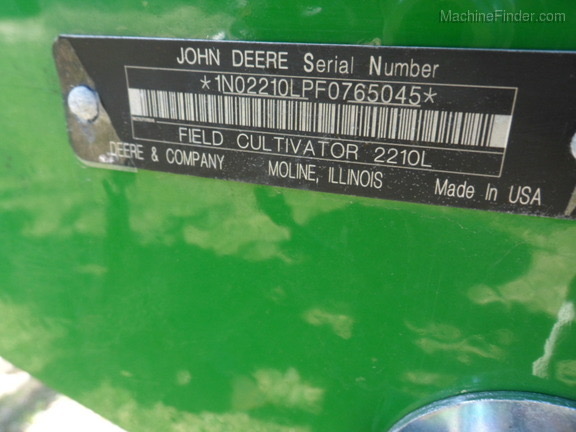 MachineFinder.com
JOHN DEERE Serial Number
*1N02210LPF0765045*
FIELD CULTIVATOR 2210L
DEERE & COMPANY MOLINE, ILLINOIS Made In USA